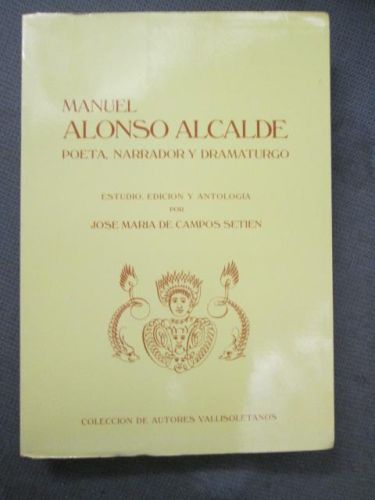 MANUEL
ALONSO ALCALDE
POETA, NARRADOR Y DRAMATURGO
ESTUDIO, EDICION Y ANTOLOGIA
POR
JOSE MARIA DE CAMPOS SETIEN
COLECCION DE AUTORES VALLISOLETANOS